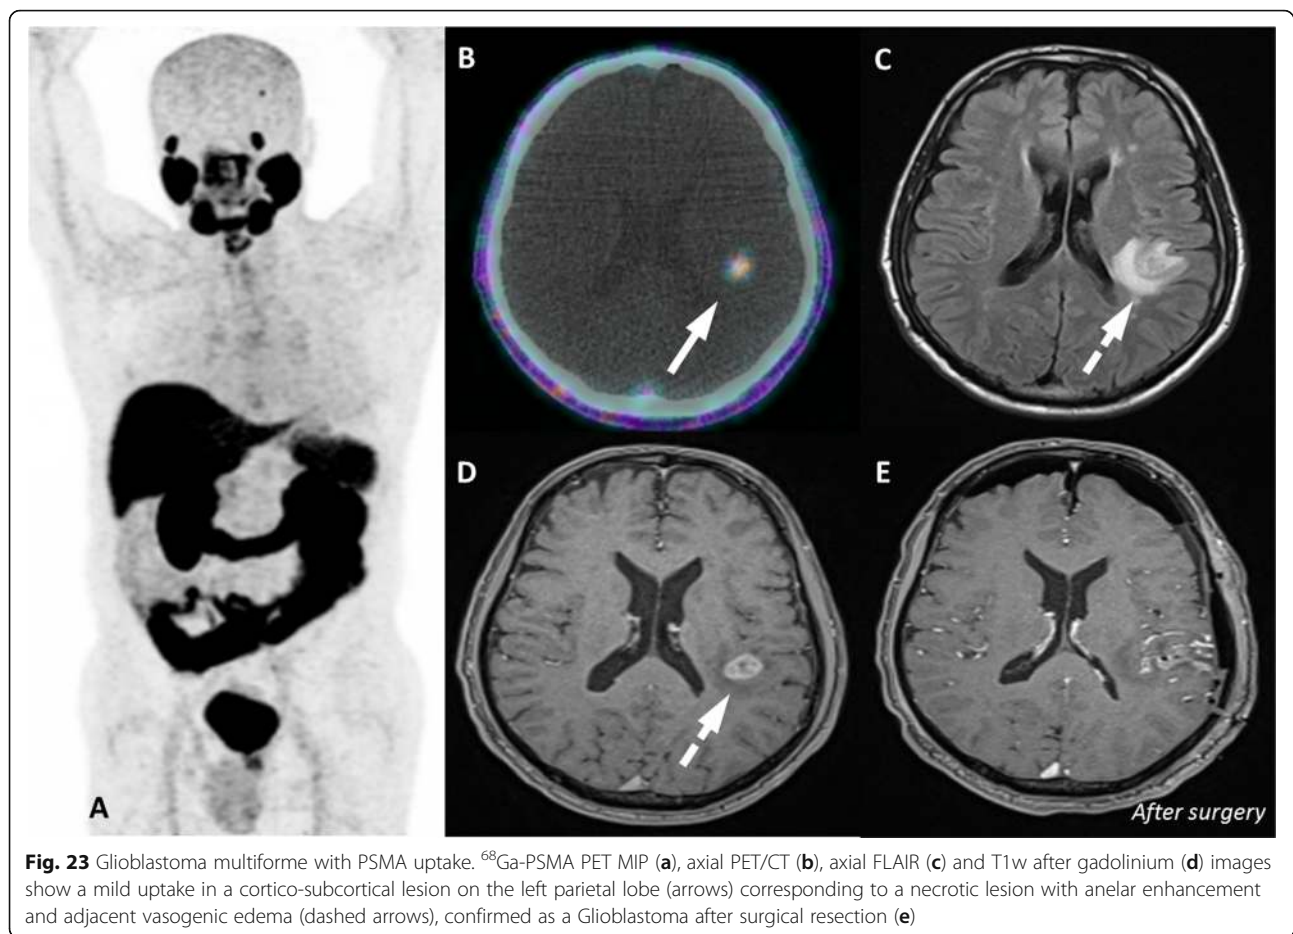 B
C
D
E
A
After surgery
Fig. 23 Glioblastoma multiforme with PSMA uptake. ⁶⁸Ga-PSMA PET MIP (a), axial PET/CT (b), axial FLAIR (c) and T1w after gadolinium (d) images
show a mild uptake in a cortico-subcortical lesion on the left parietal lobe (arrows) corresponding to a necrotic lesion with anelar enhancement
and adjacent vasogenic edema (dashed arrows), confirmed as a Glioblastoma after surgical resection (e)